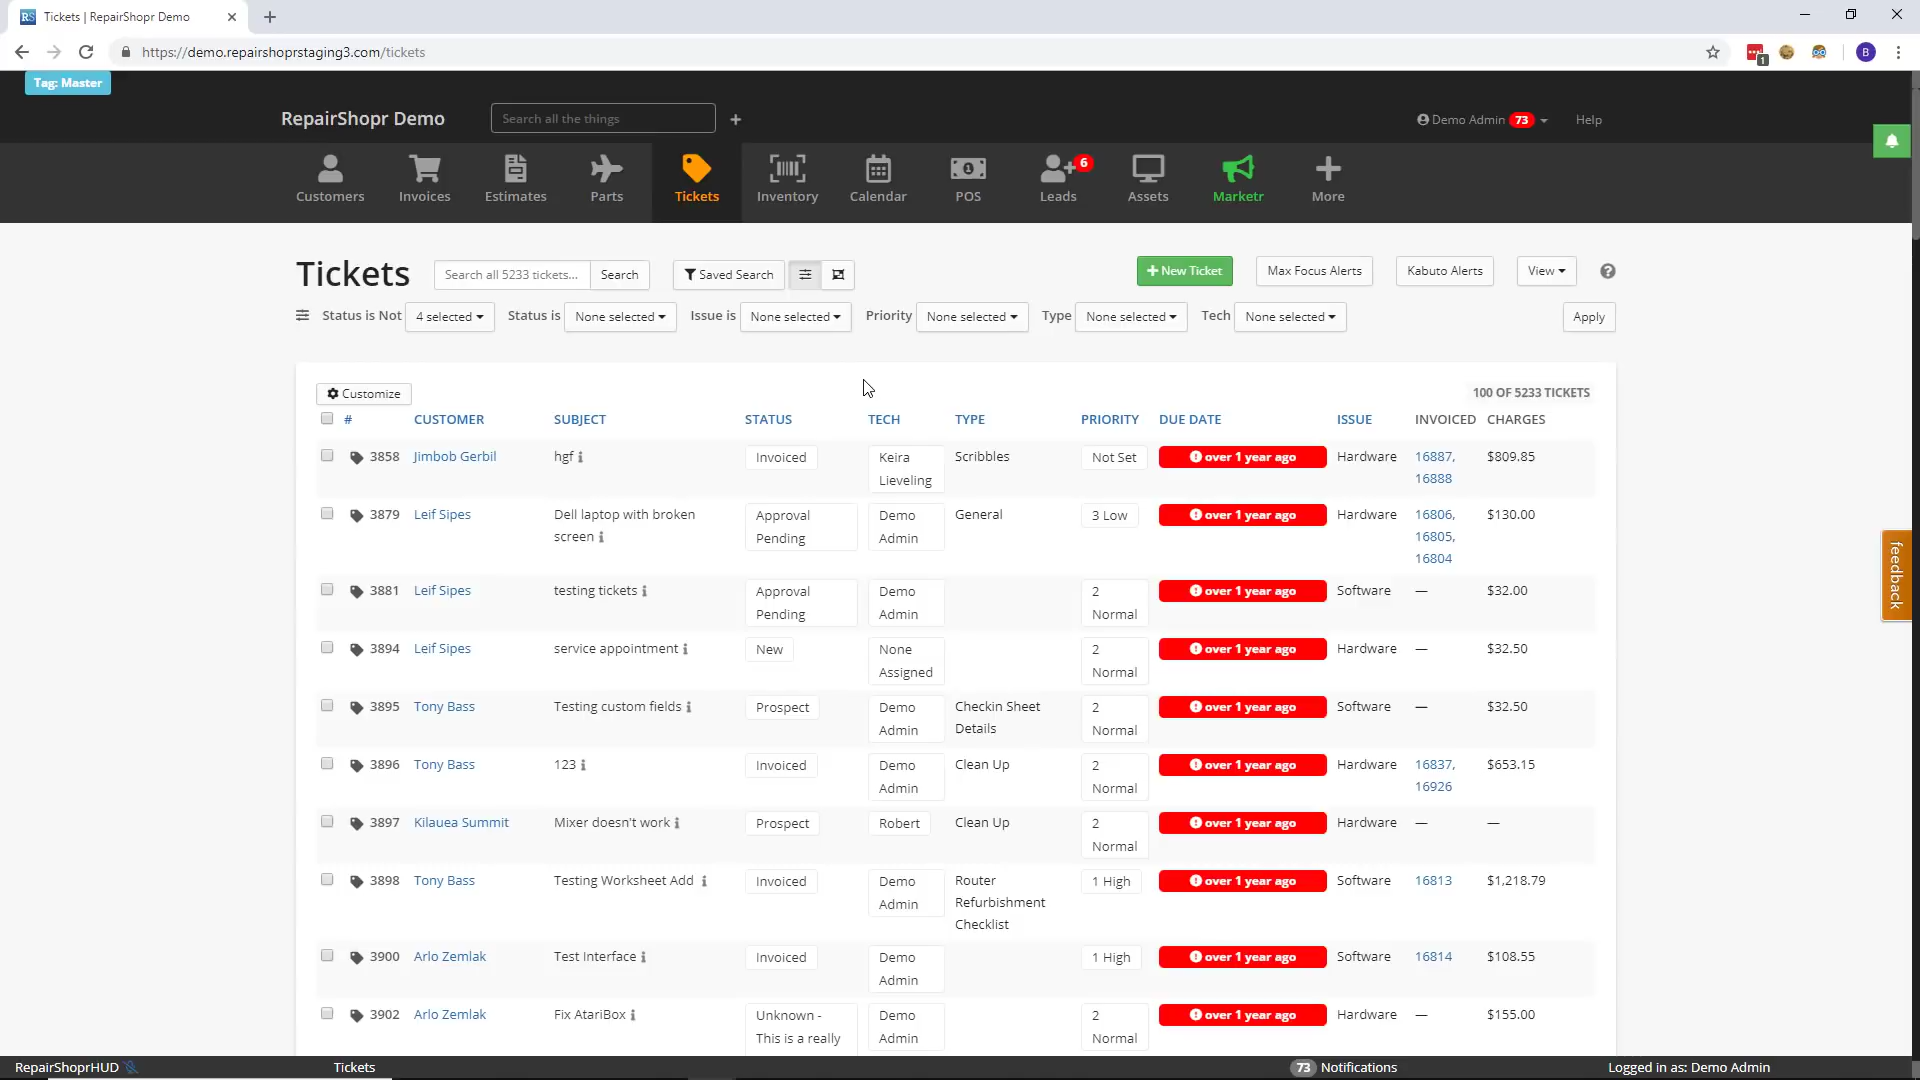 Tickets | RepairShopr Demo
https://demo.repairshoprstaging3.com/tickets
1
B
Tag: Master
RepairShopr Demo
Search all the things
Demo Admin 73
Help
Customers
Invoices
Estimates
Parts
Tickets
Inventory
Calendar
POS
6
Leads
Assets
Marketr
More
Tickets
Search all 5233 tickets...
Search
Saved Search
New Ticket
Max Focus Alerts
Kabuto Alerts
View
Status is Not 4 selected
Status is None selected
Issue is None selected
Priority None selected
Type None selected
Tech None selected
Apply
Customize
100 OF 5233 TICKETS
# CUSTOMER SUBJECT STATUS TECH TYPE PRIORITY DUE DATE ISSUE INVOICED CHARGES
3858 Jimbob Gerbil hgf Invoiced Keira Scribbles Not Set over 1 year ago Hardware 16887, $809.85
Lieveling 16888
3879 Leif Sipes Dell laptop with broken Approval Demo General 3 Low over 1 year ago Hardware 16806, $130.00
screen Pending Admin 16805,
16804
3881 Leif Sipes testing tickets Approval Demo 2 over 1 year ago Software — $32.00
Pending Admin Normal
3894 Leif Sipes service appointment New None 2 over 1 year ago Hardware — $32.50
Assigned Normal
3895 Tony Bass Testing custom fields Prospect Demo Checkin Sheet 2 over 1 year ago Software — $32.50
Admin Details Normal
3896 Tony Bass 123 Invoiced Demo Clean Up 2 over 1 year ago Hardware 16837, $653.15
Admin Normal 16926
3897 Kilauea Summit Mixer doesn't work Prospect Robert Clean Up 2 over 1 year ago Hardware — —
Normal
3898 Tony Bass Testing Worksheet Add Invoiced Demo Router 1 High over 1 year ago Software 16813 $1,218.79
Admin Refurbishment
Checklist
3900 Arlo Zemlak Test Interface Invoiced Demo 1 High over 1 year ago Software 16814 $108.55
Admin
3902 Arlo Zemlak Fix AtariBox Unknown - Demo 2 over 1 year ago Hardware — $155.00
This is a really Admin Normal
feedback
RepairShoprHUD
Tickets
73 Notifications
Logged in as: Demo Admin